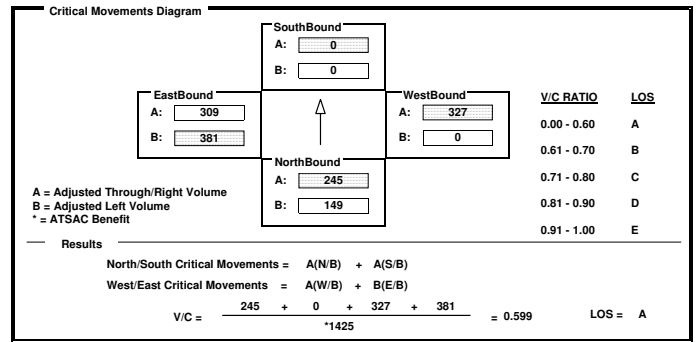 Critical Movements Diagram
SouthBound
A: 0
B: 0
EastBound
A: 309
B: 381
WestBound
A: 327
B: 0
NorthBound
A: 245
B: 149
V/C RATIO LOS
0.00 - 0.60 A
0.61 - 0.70 B
0.71 - 0.80 C
0.81 - 0.90 D
0.91 - 1.00 E
A = Adjusted Through/Right Volume
B = Adjusted Left Volume
* = ATSAC Benefit
Results
North/South Critical Movements = A(N/B) + A(S/B)
West/East Critical Movements = A(W/B) + B(E/B)
V/C = 245 + 0 + 327 + 381 = 0.599 LOS = A
*1425